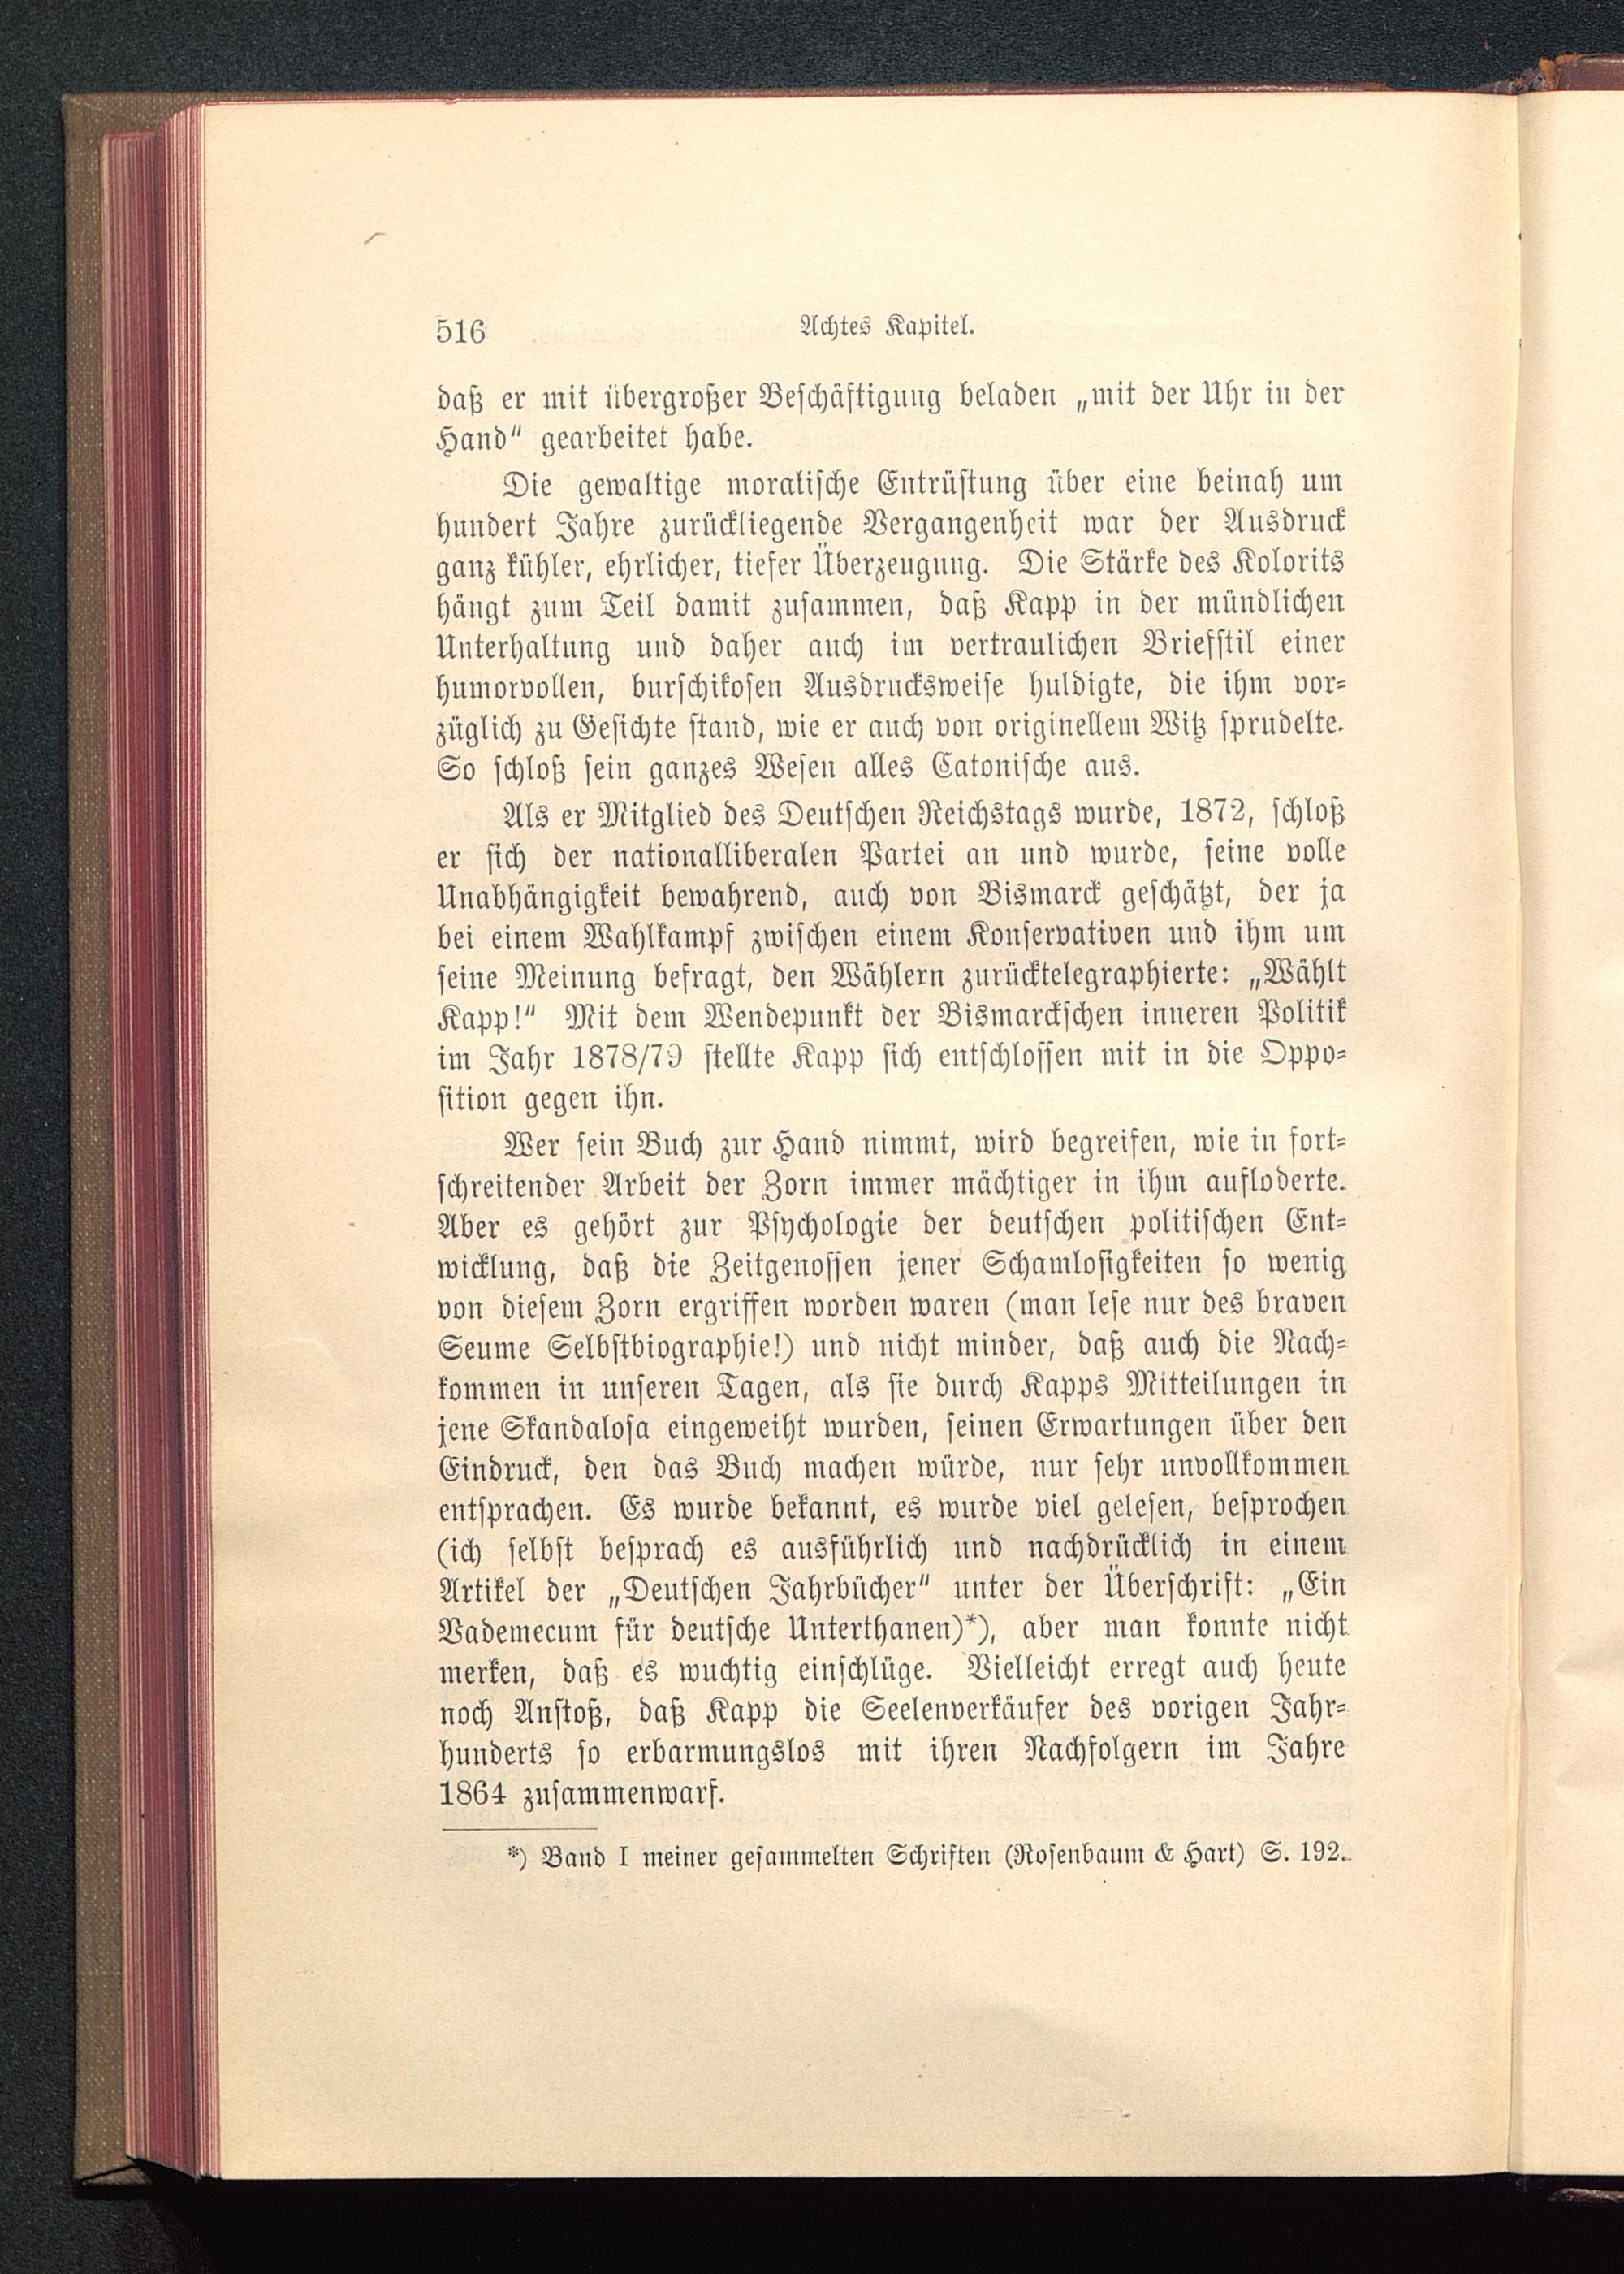 516 Achtes Kapitel.
daß er mit übergroßer Beschäftigung beladen „mit der Uhr in der
Hand“ gearbeitet habe.
Die gewaltige moralische Entrüstung über eine beinah um
hundert Jahre zurückliegende Vergangenheit war der Ausdruck
ganz kühler, ehrlicher, tiefer Überzeugung. Die Stärke des Kolorits
hängt zum Teil damit zusammen, daß Kapp in der mündlichen
Unterhaltung und daher auch im vertraulichen Briefstil einer
humorvollen, burschikosen Ausdrucksweise huldigte, die ihm vor-
züglich zu Gesichte stand, wie er auch von originellem Witz sprudelte.
So schloß sein ganzes Wesen alles Catonische aus.
Als er Mitglied des Deutschen Reichstags wurde, 1872, schloß
er sich der nationalliberalen Partei an und wurde, seine volle
Unabhängigkeit bewahrend, auch von Bismarck geschätzt, der ja
bei einem Wahlkampf zwischen einem Konservativen und ihm um
seine Meinung befragt, den Wählern zurücktelegraphierte: „Wählt
Kapp!“ Mit dem Wendepunkt der Bismarckschen inneren Politik
im Jahr 1878/79 stellte Kapp sich entschlossen mit in die Oppo-
sition gegen ihn.
Wer sein Buch zur Hand nimmt, wird begreifen, wie in fort-
schreitender Arbeit der Zorn immer mächtiger in ihm aufloderte.
Aber es gehört zur Psychologie der deutschen politischen Ent-
wicklung, daß die Zeitgenossen jener Schamlosigkeiten so wenig
von diesem Zorn ergriffen worden waren (man lese nur des braven
Seume Selbstbiographie!) und nicht minder, daß auch die Nach-
kommen in unseren Tagen, als sie durch Kapps Mitteilungen in
jene Skandalosa eingeweiht wurden, seinen Erwartungen über den
Eindruck, den das Buch machen würde, nur sehr unvollkommen
entsprachen. Es wurde bekannt, es wurde viel gelesen, besprochen
(ich selbst besprach es ausführlich und nachdrücklich in einem
Artikel der „Deutschen Jahrbücher“ unter der Überschrift: „Ein
Vademecum für deutsche Unterthanen)*), aber man konnte nicht
merken, daß es wuchtig einschlüge. Vielleicht erregt auch heute
noch Anstoß, daß Kapp die Seelenverkäufer des vorigen Jahr-
hunderts so erbarmungslos mit ihren Nachfolgern im Jahre
1864 zusammenwarf.
*) Band I meiner gesammelten Schriften (Rosenbaum & Hart) S. 192.